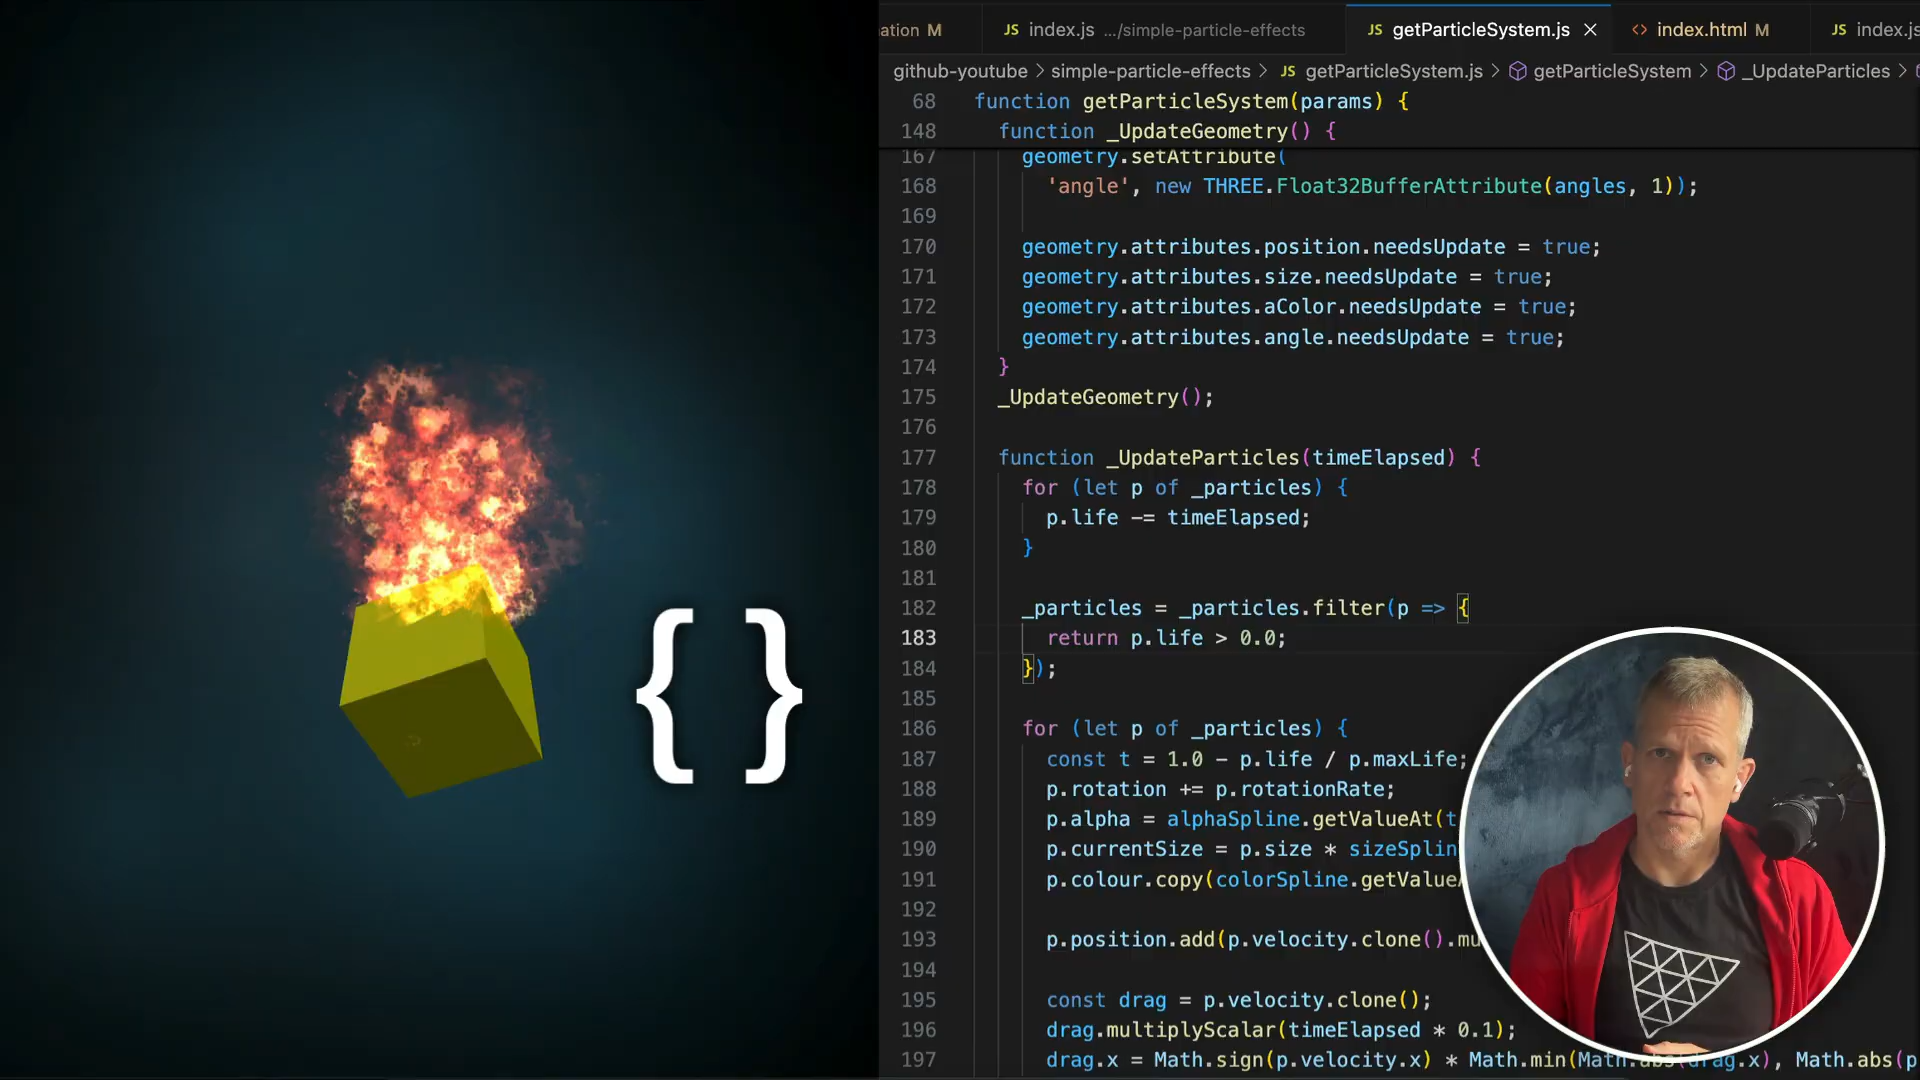 ation M
JS index.js .../simple-particle-effects
JS getParticleSystem.js ×
<> index.html M
JS index.js
github-youtube > simple-particle-effects > JS getParticleSystem.js > getParticleSystem > _UpdateParticles >
68 function getParticleSystem(params) {
148 function _UpdateGeometry() {
167 geometry.setAttribute(
168 'angle', new THREE.Float32BufferAttribute(angles, 1));
169
170 geometry.attributes.position.needsUpdate = true;
171 geometry.attributes.size.needsUpdate = true;
172 geometry.attributes.aColor.needsUpdate = true;
173 geometry.attributes.angle.needsUpdate = true;
174 }
175 _UpdateGeometry();
176
177 function _UpdateParticles(timeElapsed) {
178 for (let p of _particles) {
179 p.life -= timeElapsed;
180 }
181
182 _particles = _particles.filter(p => {
183 return p.life > 0.0;
184 });
185
186 for (let p of _particles) {
187 const t = 1.0 - p.life / p.maxLife;
188 p.rotation += p.rotationRate;
189 p.alpha = alphaSpline.getValueAt(t
190 p.currentSize = p.size * sizeSplin
191 p.colour.copy(colorSpline.getValueA
192
193 p.position.add(p.velocity.clone().mu
194
195 const drag = p.velocity.clone();
196 drag.multiplyScalar(timeElapsed * 0.1);
197 drag.x = Math.sign(p.velocity.x) * Math.min(Math.abs(drag.x), Math.abs(p
{ }